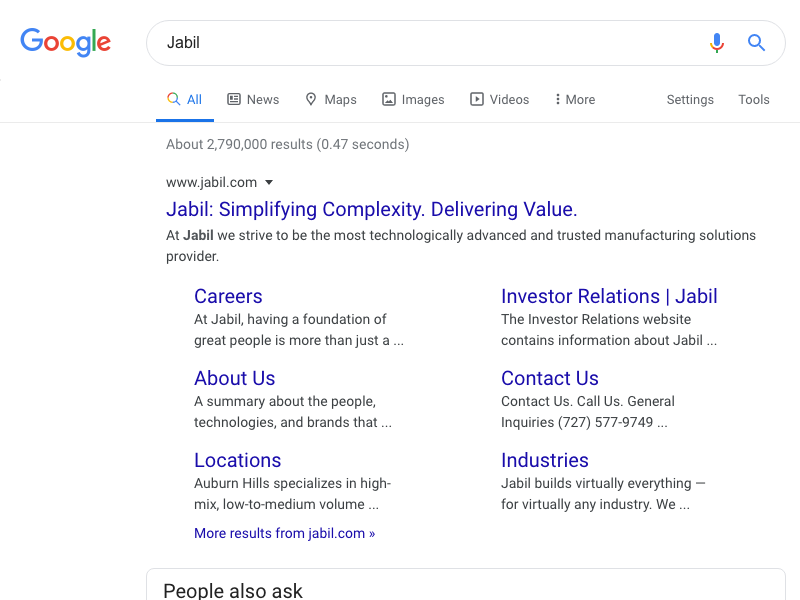 Google
Jabil
All
News
Maps
Images
Videos
More
Settings
Tools
About 2,790,000 results (0.47 seconds)
www.jabil.com
Jabil: Simplifying Complexity. Delivering Value.
At Jabil we strive to be the most technologically advanced and trusted manufacturing solutions
provider.
Careers
At Jabil, having a foundation of
great people is more than just a ...
Investor Relations | Jabil
The Investor Relations website
contains information about Jabil ...
About Us
A summary about the people,
technologies, and brands that ...
Contact Us
Contact Us. Call Us. General
Inquiries (727) 577-9749 ...
Locations
Auburn Hills specializes in high-
mix, low-to-medium volume ...
Industries
Jabil builds virtually everything —
for virtually any industry. We ...
More results from jabil.com »
People also ask